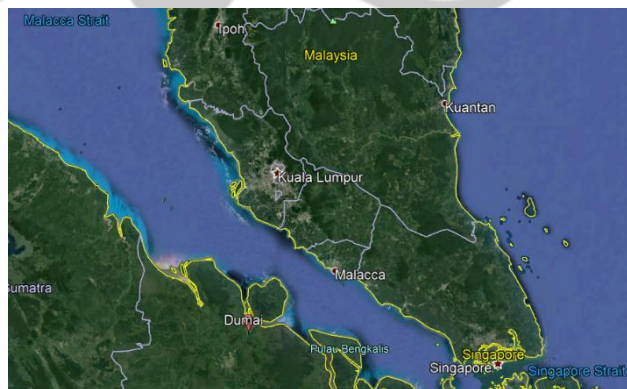 Malacca Strait
Ipoh
Malaysia
Kuantan
Kuala Lumpur
Malacca
Sumatra
Dumai
Pulau Bengkalis
Singapore
Singapore
Singapore Strait